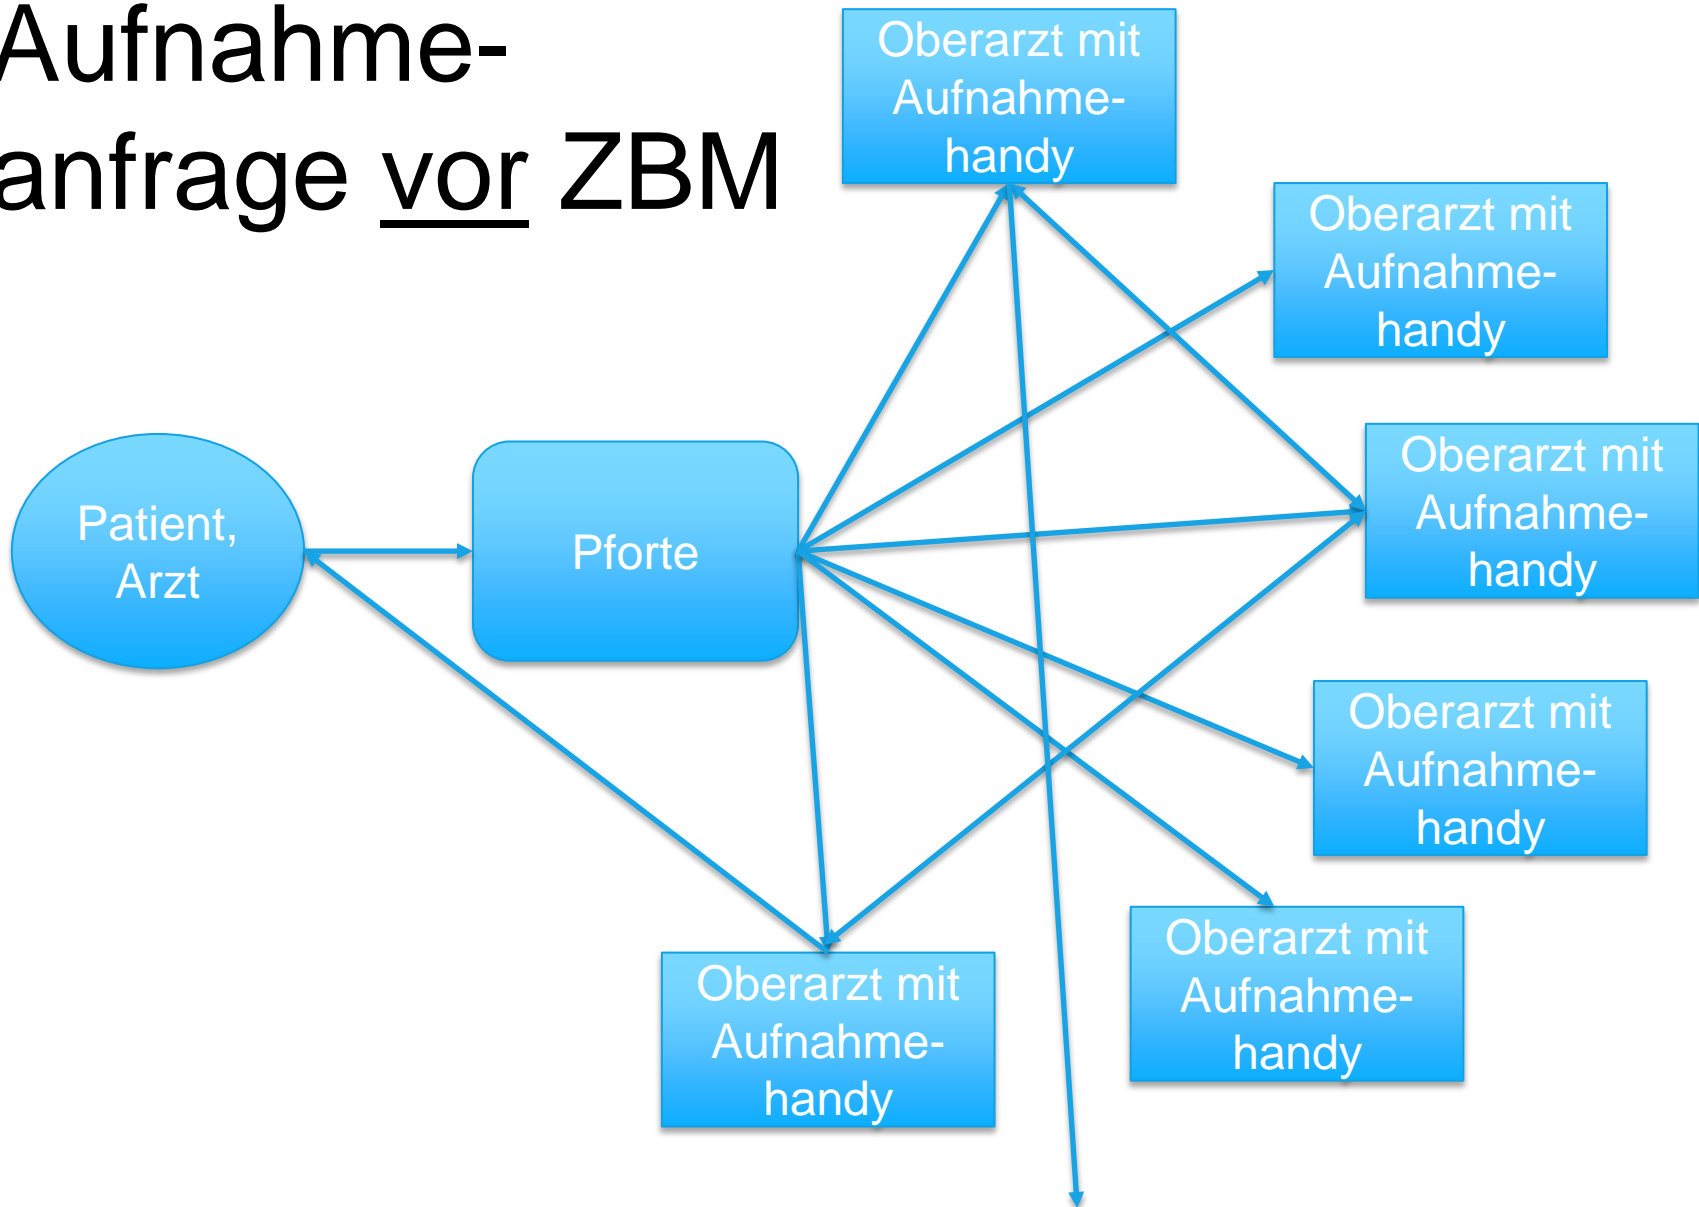 Aufnahme-
anfrage vor ZBM
Oberarzt mit
Aufnahme-
handy
Oberarzt mit
Aufnahme-
handy
Oberarzt mit
Aufnahme-
handy
Patient,
Arzt
Pforte
Oberarzt mit
Aufnahme-
handy
Oberarzt mit
Aufnahme-
handy
Oberarzt mit
Aufnahme-
handy